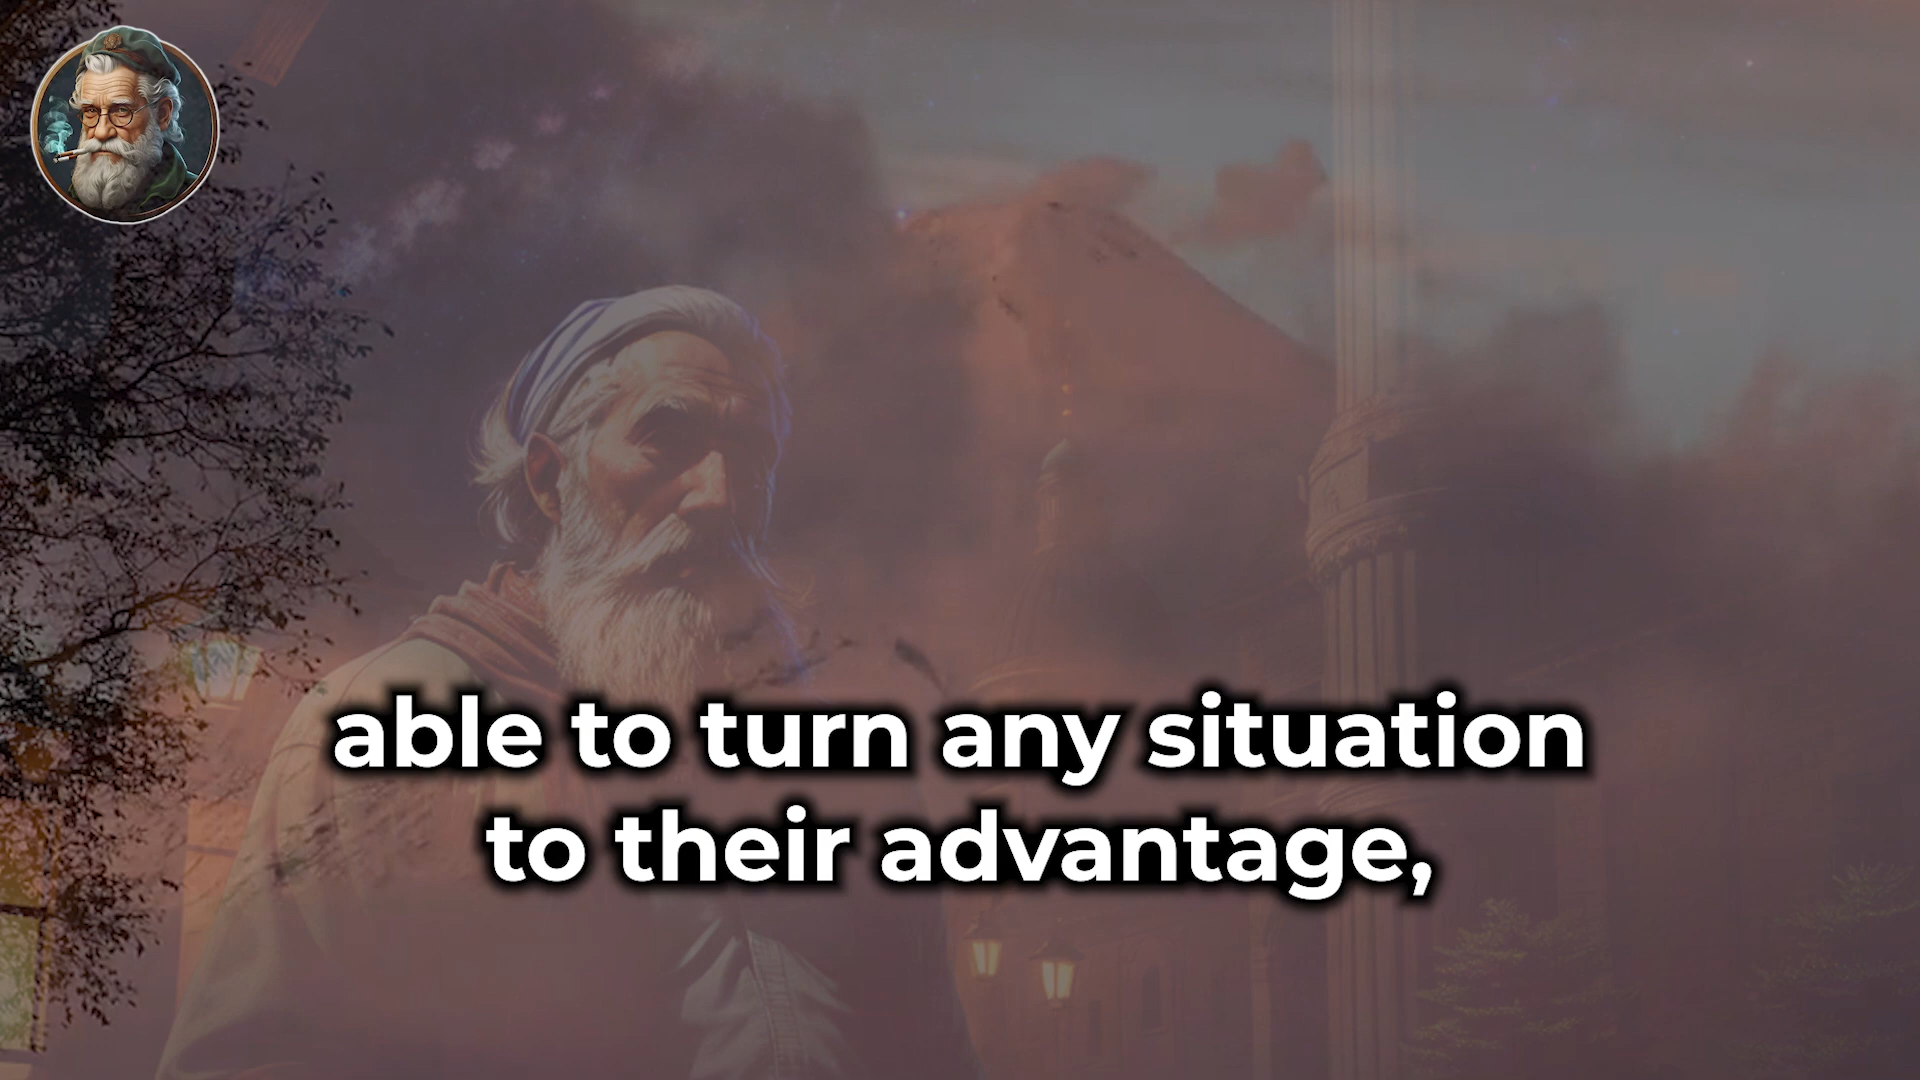 able to turn any situation
to their advantage,